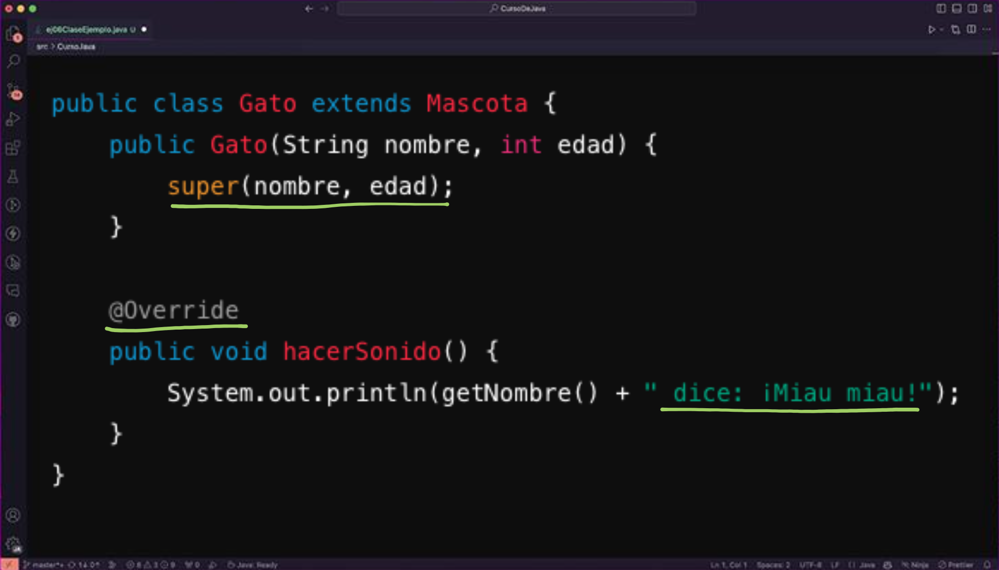 CursoDeJava
ej06ClaseEjemplo.java U
src > CursoJava
public class Gato extends Mascota {
public Gato(String nombre, int edad) {
super(nombre, edad);
}
@Override
public void hacerSonido() {
System.out.println(getNombre() + " dice: ¡Miau miau!");
}
}
master*+ Java: Ready Ln 1, Col 1 Spaces: 2 UTF-8 LF Java Ninja Prettier